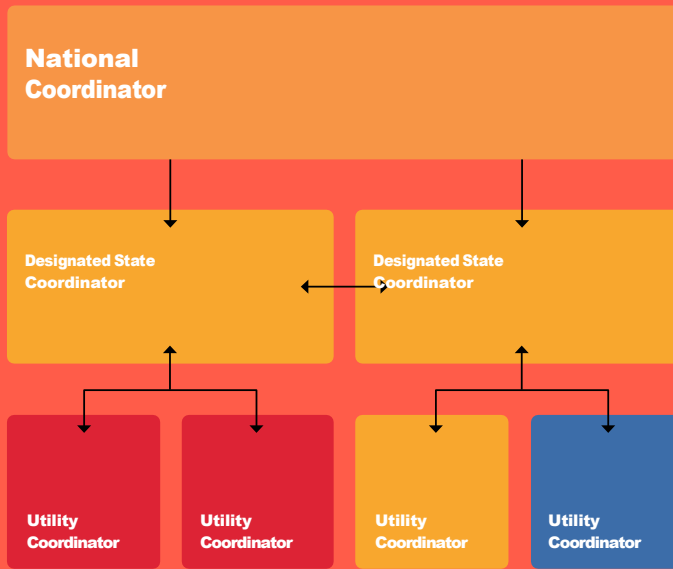 National
Coordinator
Designated State
Coordinator
Designated State
Coordinator
Utility
Coordinator
Utility
Coordinator
Utility
Coordinator
Utility
Coordinator